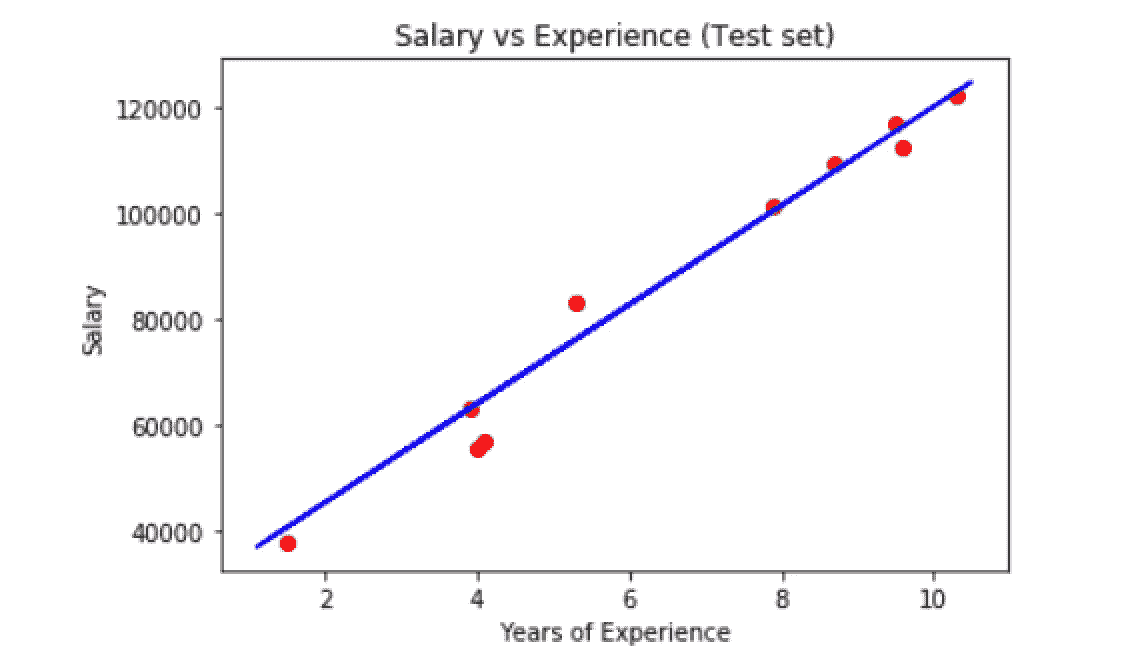 Salary vs Experience (Test set)
120000
100000
80000
60000
40000
Salary
2 4 6 8 10
Years of Experience